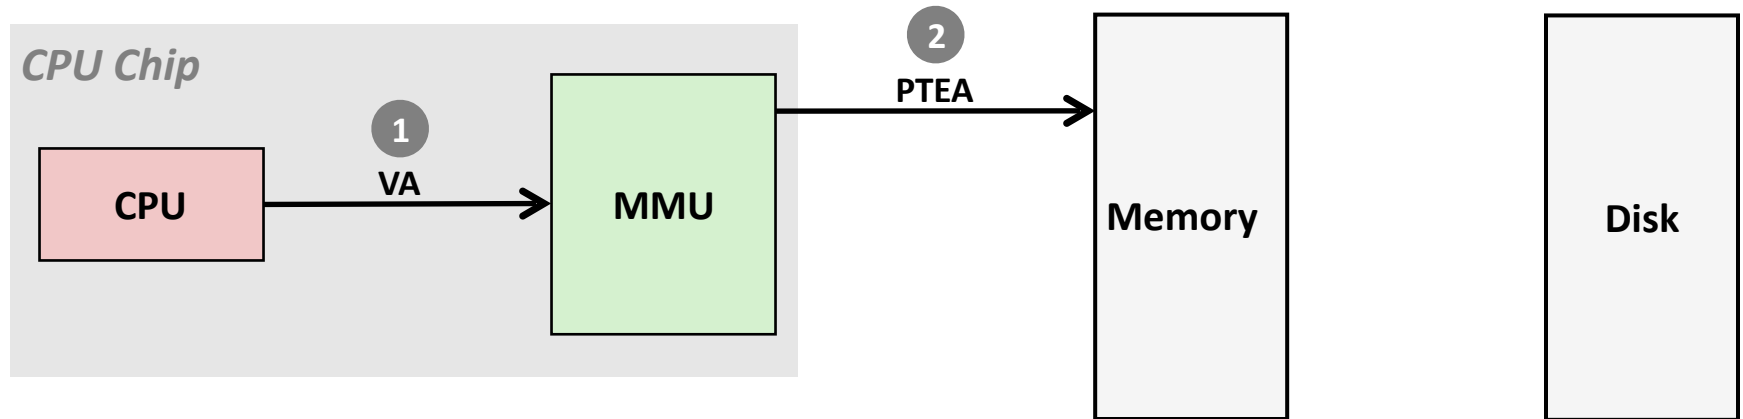 CPU Chip
2
PTEA
1
VA
CPU
MMU
Memory
Disk